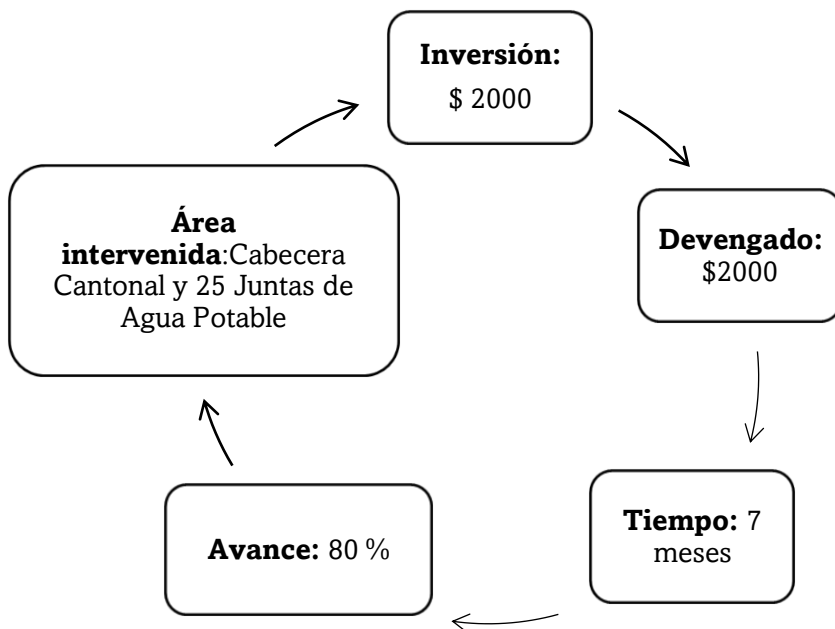 Inversión:
$ 2000
Devengado:
$2000
Tiempo: 7
meses
Avance: 80 %
Área
intervenida:Cabecera
Cantonal y 25 Juntas de
Agua Potable